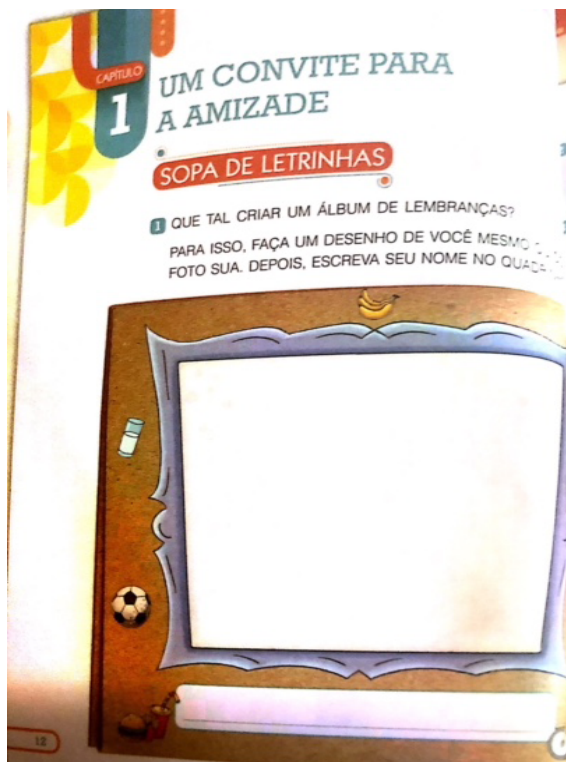 CAPÍTULO
1
UM CONVITE PARA
A AMIZADE
SOPA DE LETRINHAS
1 QUE TAL CRIAR UM ÁLBUM DE LEMBRANÇAS?
PARA ISSO, FAÇA UM DESENHO DE VOCÊ MESMO
FOTO SUA. DEPOIS, ESCREVA SEU NOME NO
12